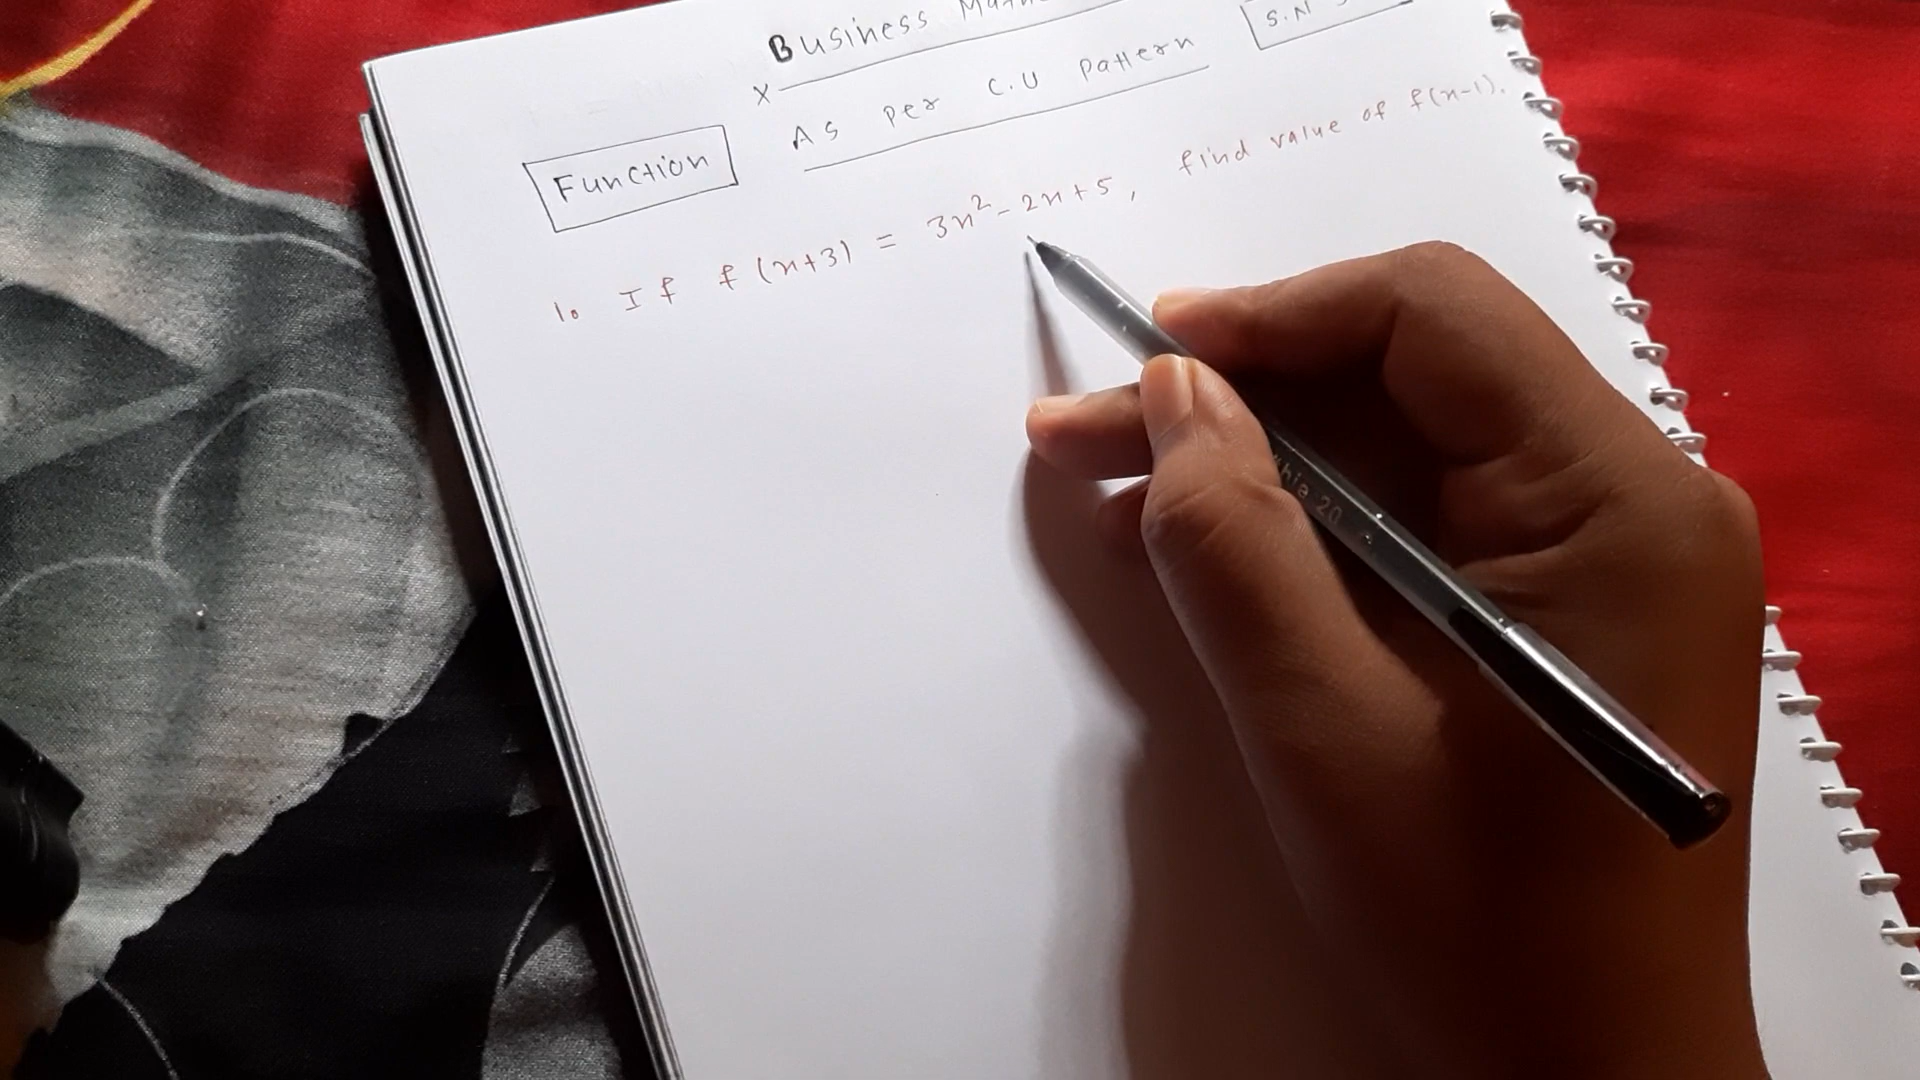 Business
S.N
As per C.U Pattern
Function
1. If f(x+3) = 3x² - 2x + 5, find value of f(x-1).